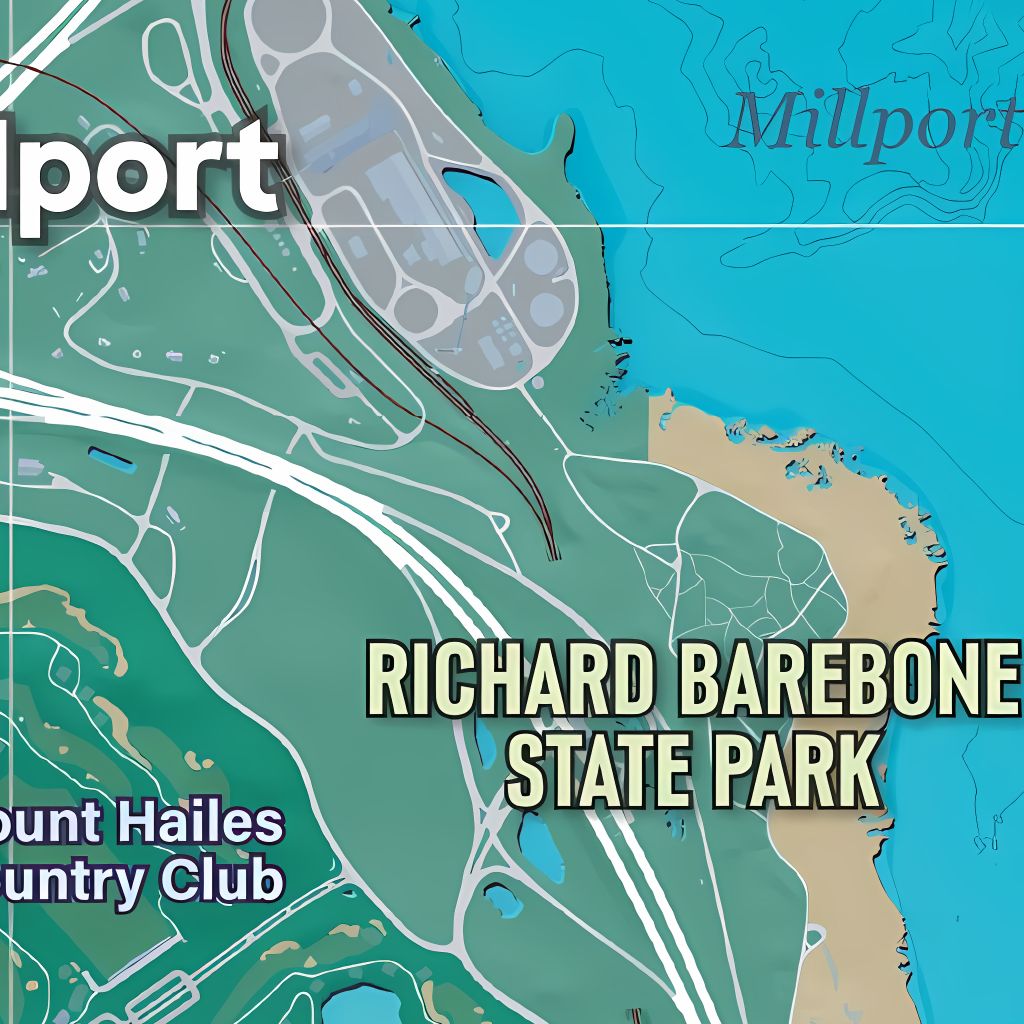 Millport
lport
RICHARD BAREBONE
STATE PARK
ount Hailes
untry Club